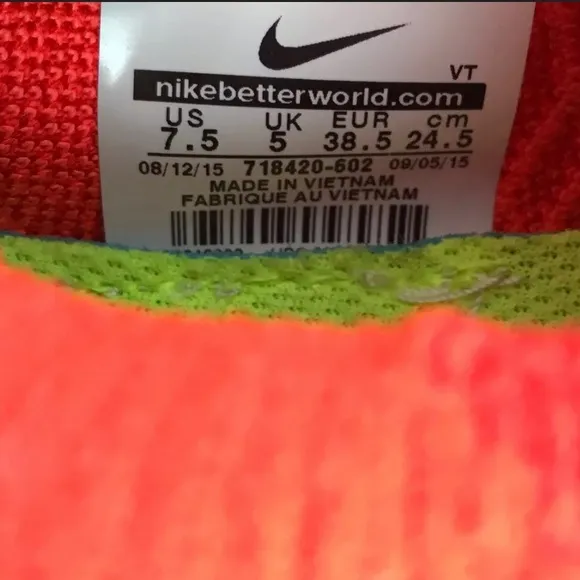 VT
nikebetterworld.com
US UK EUR cm
7.5 5 38.5 24.5
08/12/15 718420-602 09/05/15
MADE IN VIETNAM
FABRIQUE AU VIETNAM